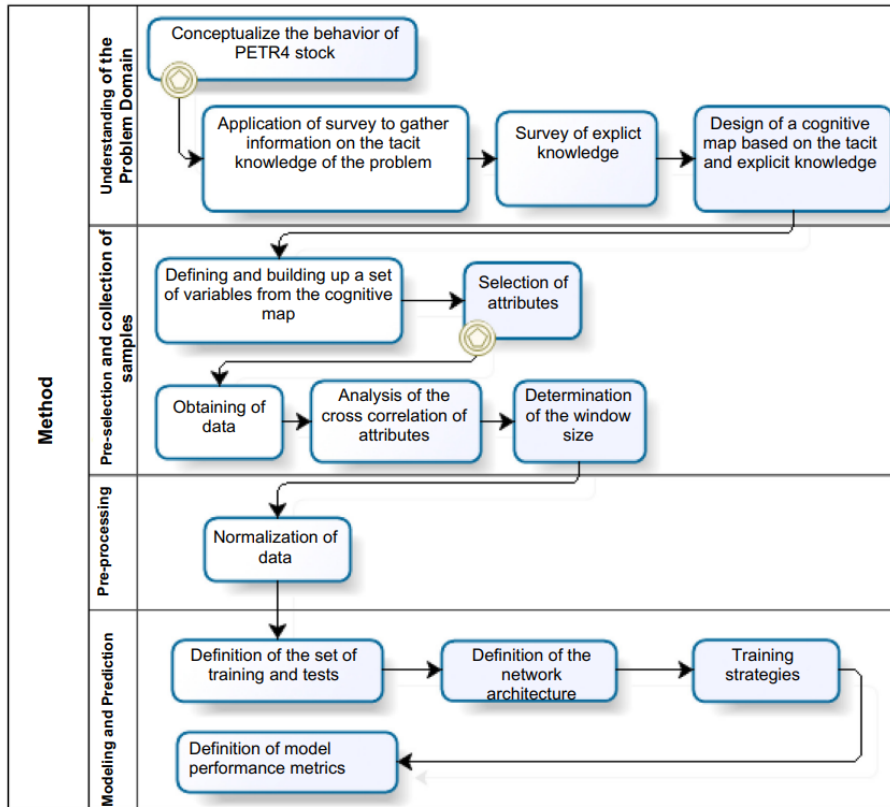 Method
Understanding of the
Problem Domain
Conceptualize the behavior of
PETR4 stock
Application of survey to gather
information on the tacit
knowledge of the problem
Survey of explict
knowledge
Design of a cognitive
map based on the tacit
and explicit knowledge
Pre-selection and collection of
samples
Defining and building up a set
of variables from the cognitive
map
Selection of
attributes
Obtaining of
data
Analysis of the
cross correlation of
attributes
Determination
of the window
size
Pre-processing
Normalization of
data
Modeling and Prediction
Definition of the set of
training and tests
Definition of the
network
architecture
Training
strategies
Definition of model
performance metrics